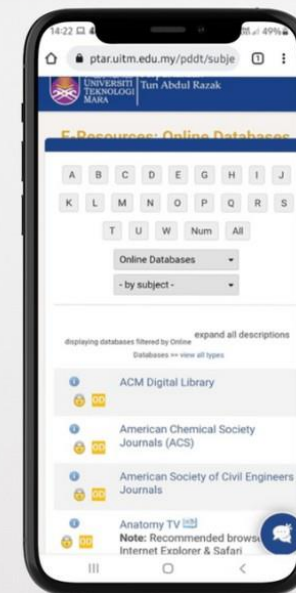 14:22
49%
ptar.uitm.edu.my/pddt/subje
1
UNIVERSITI
TEKNOLOGI
MARA
Tun Abdul Razak
E-Resources: Online Databases
A B C D E G H I J
K L M N O P Q R S
T U W Num All
Online Databases
- by subject -
expand all descriptions
displaying databases filtered by Online
Databases >> view all types
ACM Digital Library
American Chemical Society
Journals (ACS)
American Society of Civil Engineers
Journals
Anatomy TV
Note: Recommended browse
Internet Explorer & Safari